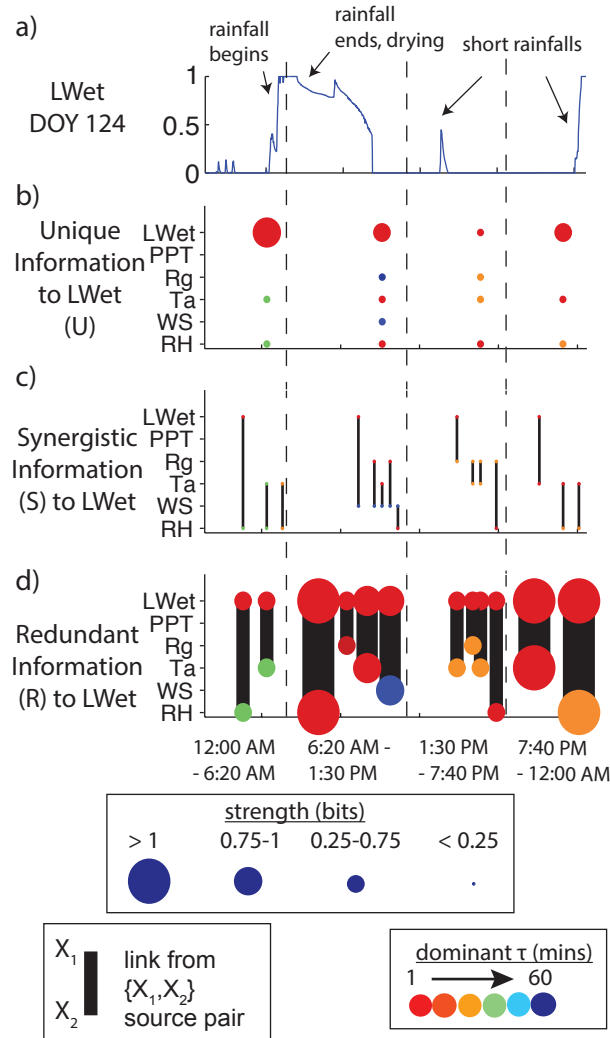 a)
rainfall
begins
rainfall
ends, drying
short rainfalls
LWet
DOY 124
1
0.5
0
b)
Unique
Information
to LWet
(U)
LWet
PPT
Rg
Ta
WS
RH
c)
Synergistic
Information
(S) to LWet
LWet
PPT
Rg
Ta
WS
RH
d)
Redundant
Information
(R) to LWet
LWet
PPT
Rg
Ta
WS
RH
12:00 AM
- 6:20 AM
6:20 AM -
1:30 PM
1:30 PM
- 7:40 PM
7:40 PM
- 12:00 AM
strength (bits)
> 1 0.75-1 0.25-0.75 < 0.25
X1
X2
link from
{X1,X2}
source pair
dominant τ (mins)
1 60